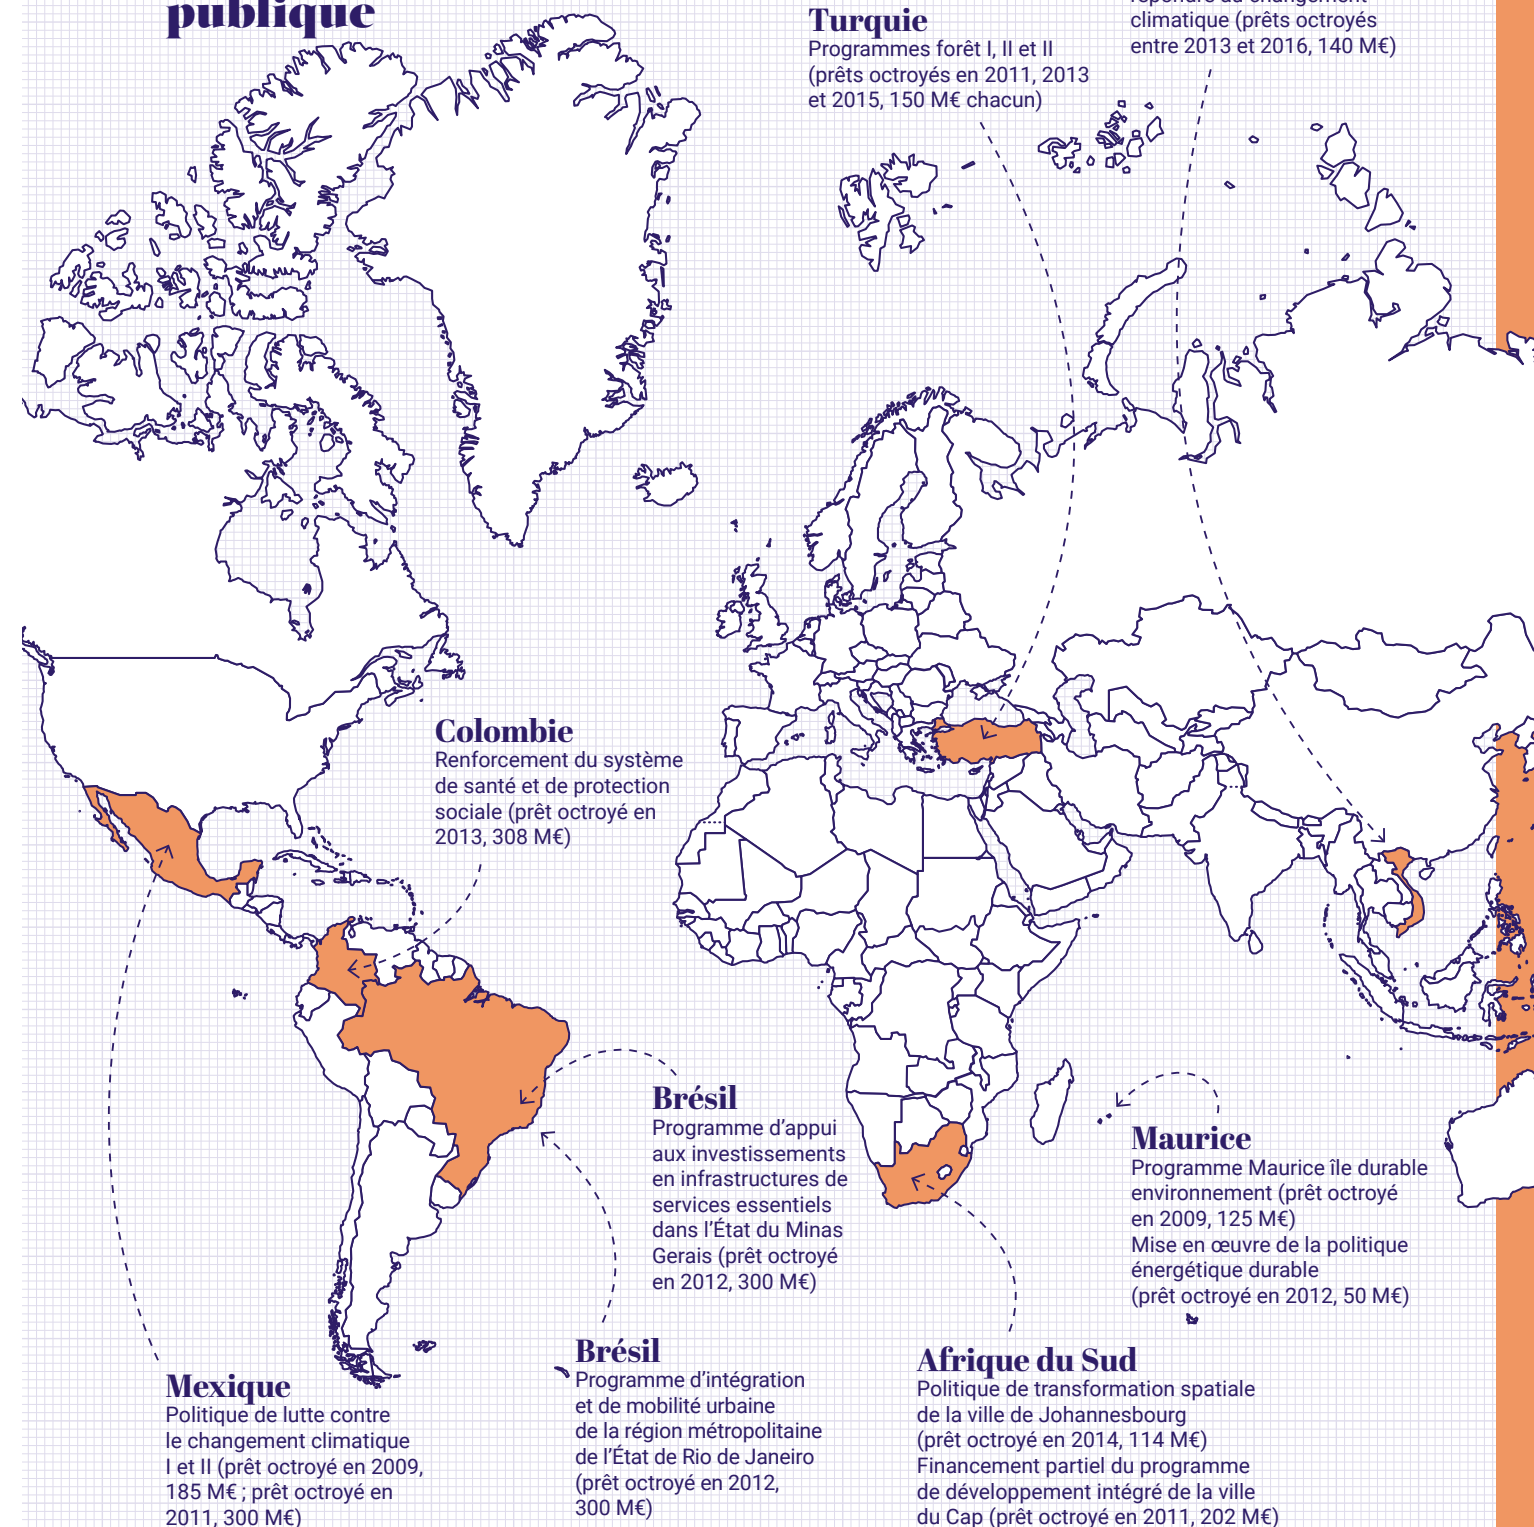 publique
Turquie
Programmes forêt I, II et II
(prêts octroyés en 2011, 2013
et 2015, 150 M€ chacun)
répondre au changement
climatique (prêts octroyés
entre 2013 et 2016, 140 M€)
Colombie
Renforcement du système
de santé et de protection
sociale (prêt octroyé en
2013, 308 M€)
Brésil
Programme d’appui
aux investissements
en infrastructures de
services essentiels
dans l’État du Minas
Gerais (prêt octroyé
en 2012, 300 M€)
Maurice
Programme Maurice île durable
environnement (prêt octroyé
en 2009, 125 M€)
Mise en œuvre de la politique
énergétique durable
(prêt octroyé en 2012, 50 M€)
Mexique
Politique de lutte contre
le changement climatique
I et II (prêt octroyé en 2009,
185 M€ ; prêt octroyé en
2011, 300 M€)
Brésil
Programme d’intégration
et de mobilité urbaine
de la région métropolitaine
de l’État de Rio de Janeiro
(prêt octroyé en 2012,
300 M€)
Afrique du Sud
Politique de transformation spatiale
de la ville de Johannesbourg
(prêt octroyé en 2014, 114 M€)
Financement partiel du programme
de développement intégré de la ville
du Cap (prêt octroyé en 2011, 202 M€)